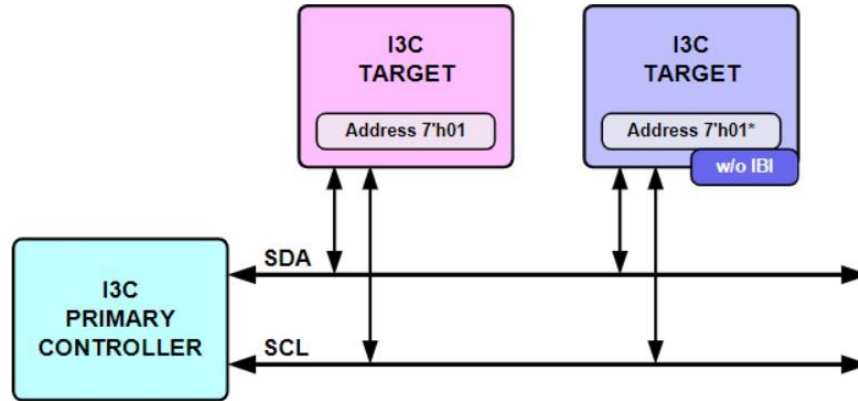 I3C
TARGET
Address 7'h01
I3C
TARGET
Address 7'h01*
w/o IBI
SDA
I3C
PRIMARY
CONTROLLER
SCL